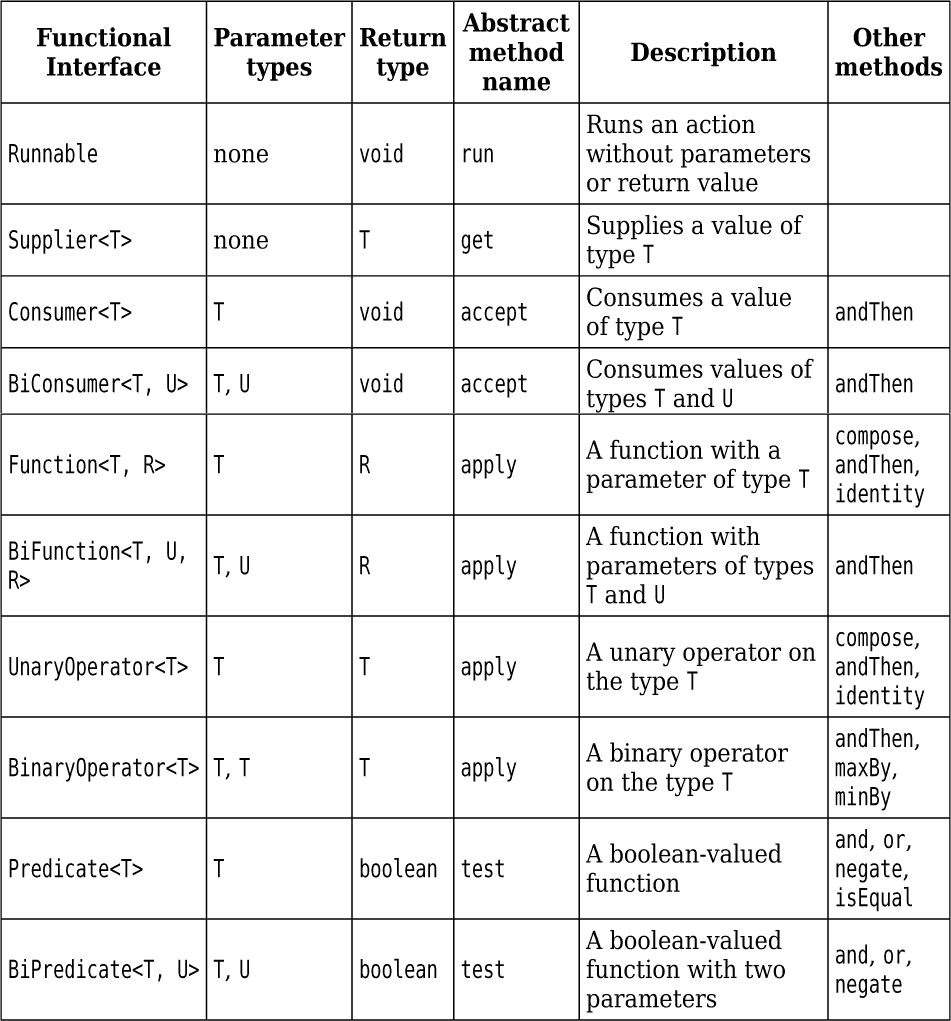 Functional Interface	Parameter types	Return type	Abstract method name	Description	Other methods
Runnable	none	void	run	Runs an action without parameters or return value
Supplier<T>	none	T	get	Supplies a value of type T
Consumer<T>	T	void	accept	Consumes a value of type T	andThen
BiConsumer<T, U>	T, U	void	accept	Consumes values of types T and U	andThen
Function<T, R>	T	R	apply	A function with a parameter of type T	compose, andThen, identity
BiFunction<T, U, R>	T, U	R	apply	A function with parameters of types T and U	andThen
UnaryOperator<T>	T	T	apply	A unary operator on the type T	compose, andThen, identity
BinaryOperator<T>	T, T	T	apply	A binary operator on the type T	andThen, maxBy, minBy
Predicate<T>	T	boolean	test	A boolean-valued function	and, or, negate, isEqual
BiPredicate<T, U>	T, U	boolean	test	A boolean-valued function with two parameters	and, or, negate